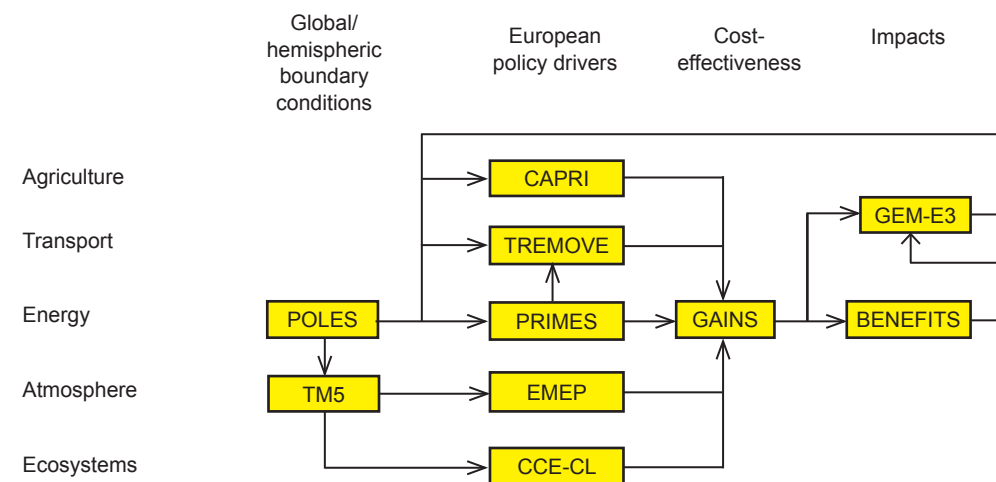 Global/
hemispheric
boundary
conditions
European
policy drivers
Cost-
effectiveness
Impacts
Agriculture
CAPRI
Transport
TREMOVE
GEM-E3
Energy
POLES
PRIMES
GAINS
BENEFITS
Atmosphere
TM5
EMEP
Ecosystems
CCE-CL